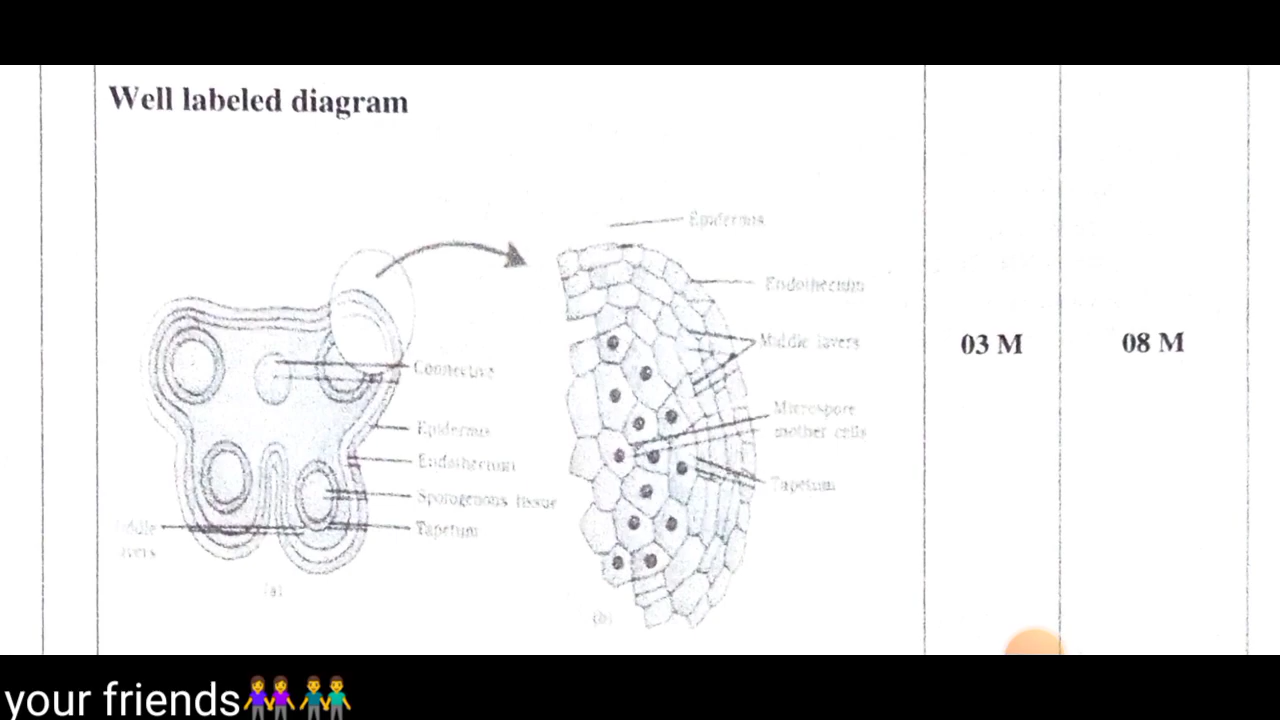 Well labeled diagram
Epidermis
Endothecium
Middle layers
Microspore
mother cells
Tapetum
Connective
Epidermis
Endothecium
Sporogenous tissue
Tapetum
(a)
(b)
03 M
08 M
your friends👭👬